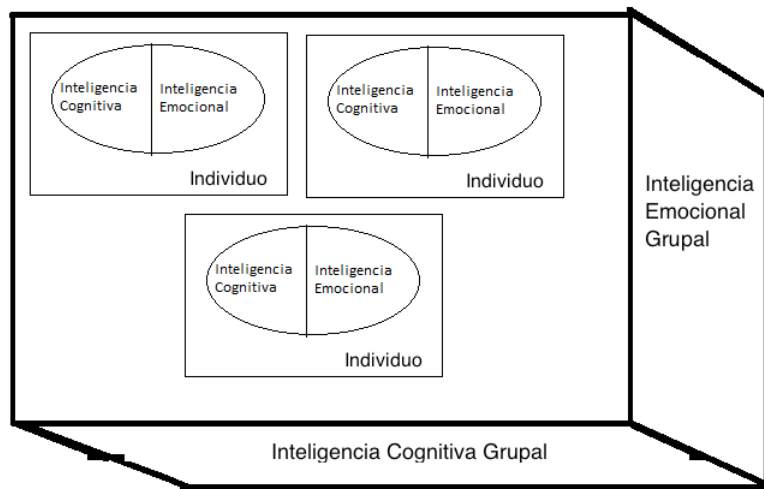 Inteligencia
Cognitiva
Inteligencia
Emocional
Individuo
Inteligencia
Cognitiva
Inteligencia
Emocional
Individuo
Inteligencia
Emocional
Grupal
Inteligencia
Cognitiva
Inteligencia
Emocional
Individuo
Inteligencia Cognitiva Grupal